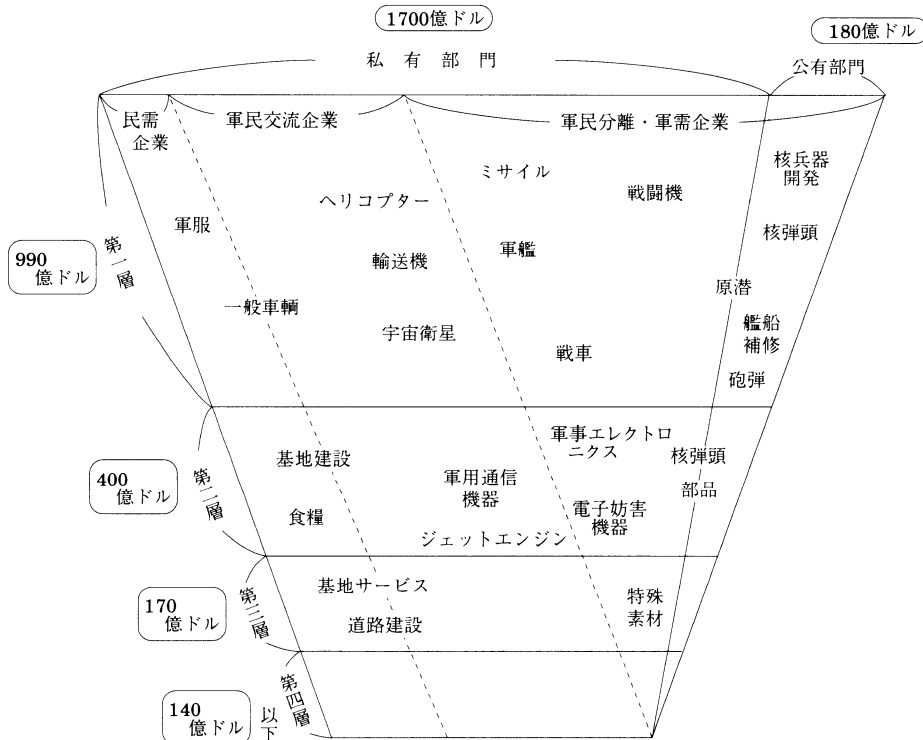 1700億ドル
180億ドル
私有部門
公有部門
民需
企業
軍民交流企業
軍民分離・軍需企業
ミサイル
核兵器
開発
戦闘機
ヘリコプター
軍服
軍艦
核弾頭
990
億ドル
第一層
輸送機
原潜
一般車輌
宇宙衛星
艦船
補修
戦車
砲弾
軍事エレクトロ
ニクス
基地建設
核弾頭
部品
400
億ドル
第二層
軍用通信
機器
食糧
電子妨害
機器
ジェットエンジン
基地サービス
170
億ドル
第三層
特殊
素材
道路建設
140
億ドル
以下
第四層